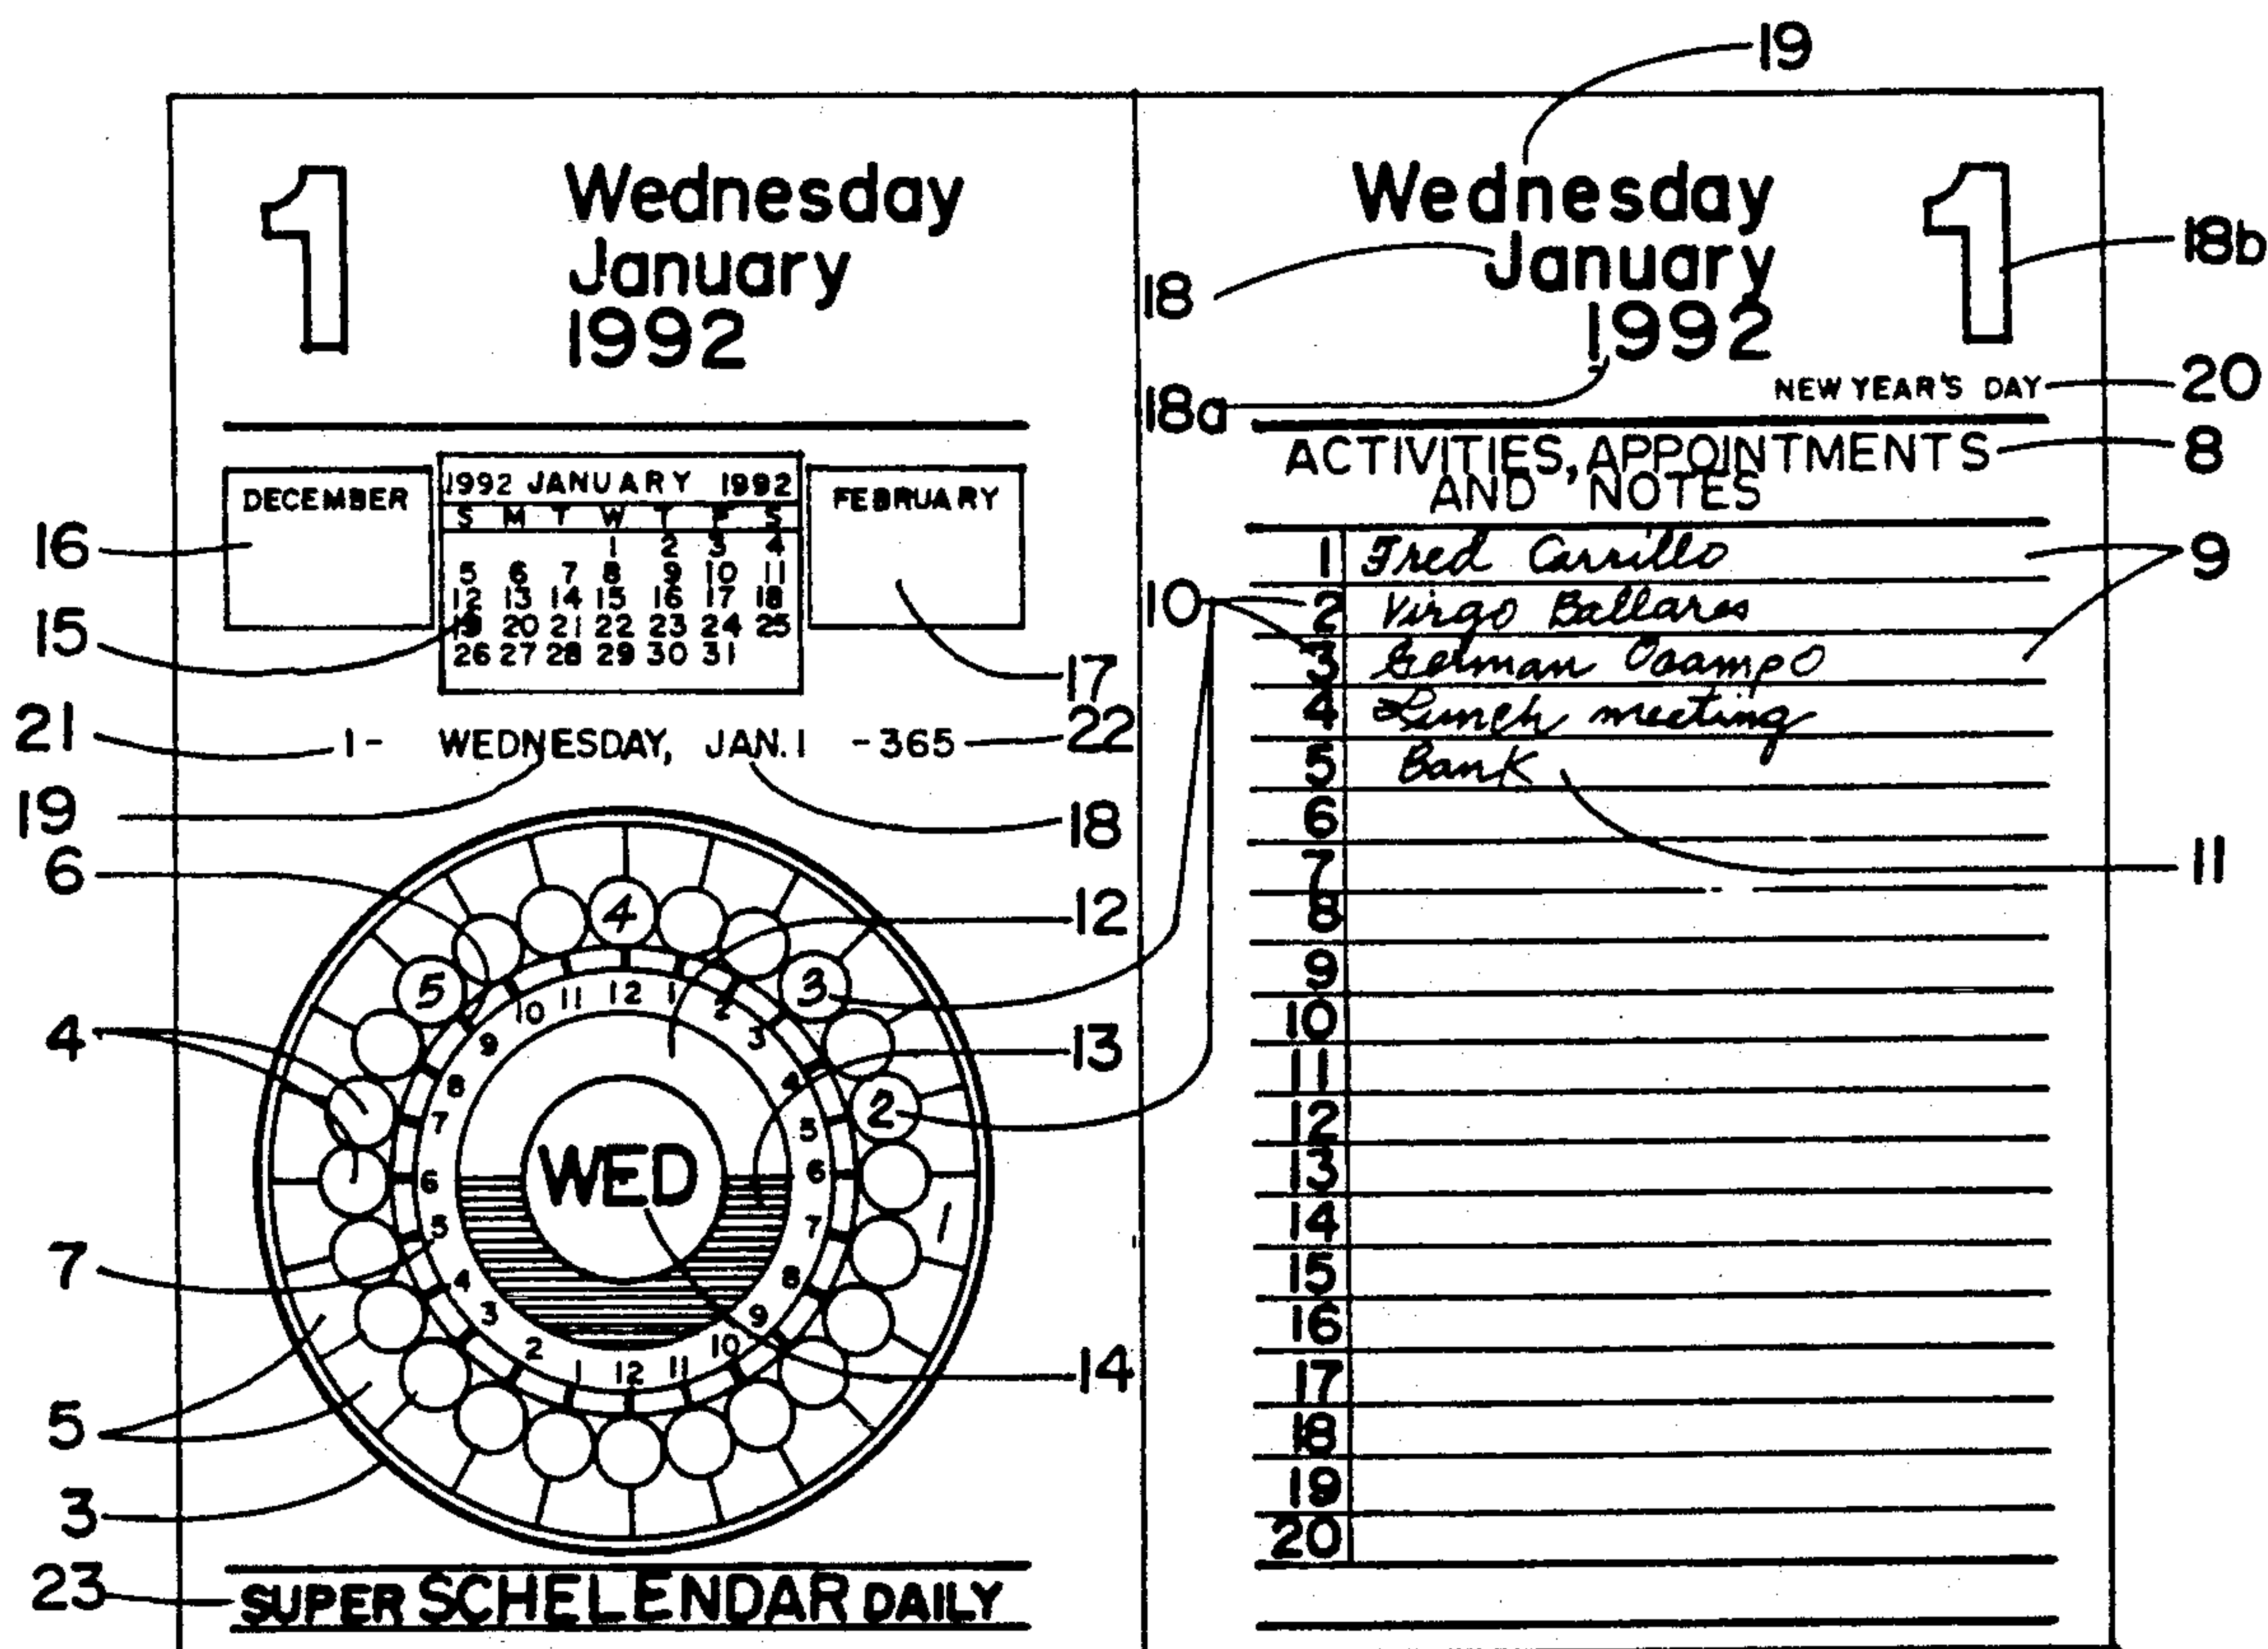 19
1 Wednesday
January
1992
Wednesday
January
1992
1
18
18a
18b
NEW YEAR'S DAY 20
DECEMBER
1992 JANUARY 1992
S M T W T F S
1 2 3 4
5 6 7 8 9 10 11
12 13 14 15 16 17 18
19 20 21 22 23 24 25
26 27 28 29 30 31
FEBRUARY
16
15
17
21 1- WEDNESDAY, JAN. 1 -365 22
19
18
6
12
4
13
7
14
5
3
4
3
2
1
5
12 1 2 3 4 5 6 7 8 9 10 11 12 1 2 3 4 5 6 7 8 9 10 11
WED
23 SUPER SCHELENDAR DAILY
ACTIVITIES, APPOINTMENTS 8
AND NOTES
1 Fred Carrillo 9
10 2 Virgo Ballares
3 German Ocampo
4 Lunch meeting
5 Bank
6
7 11
8
9
10
11
12
13
14
15
16
17
18
19
20